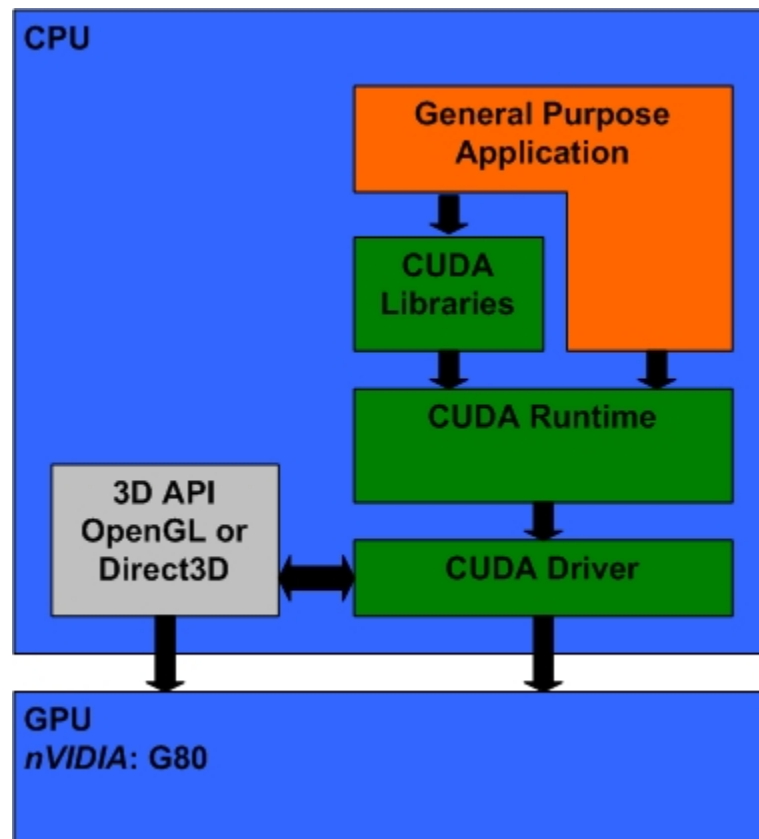 CPU
General Purpose
Application
CUDA
Libraries
CUDA Runtime
3D API
OpenGL or
Direct3D
CUDA Driver
GPU
nVIDIA: G80